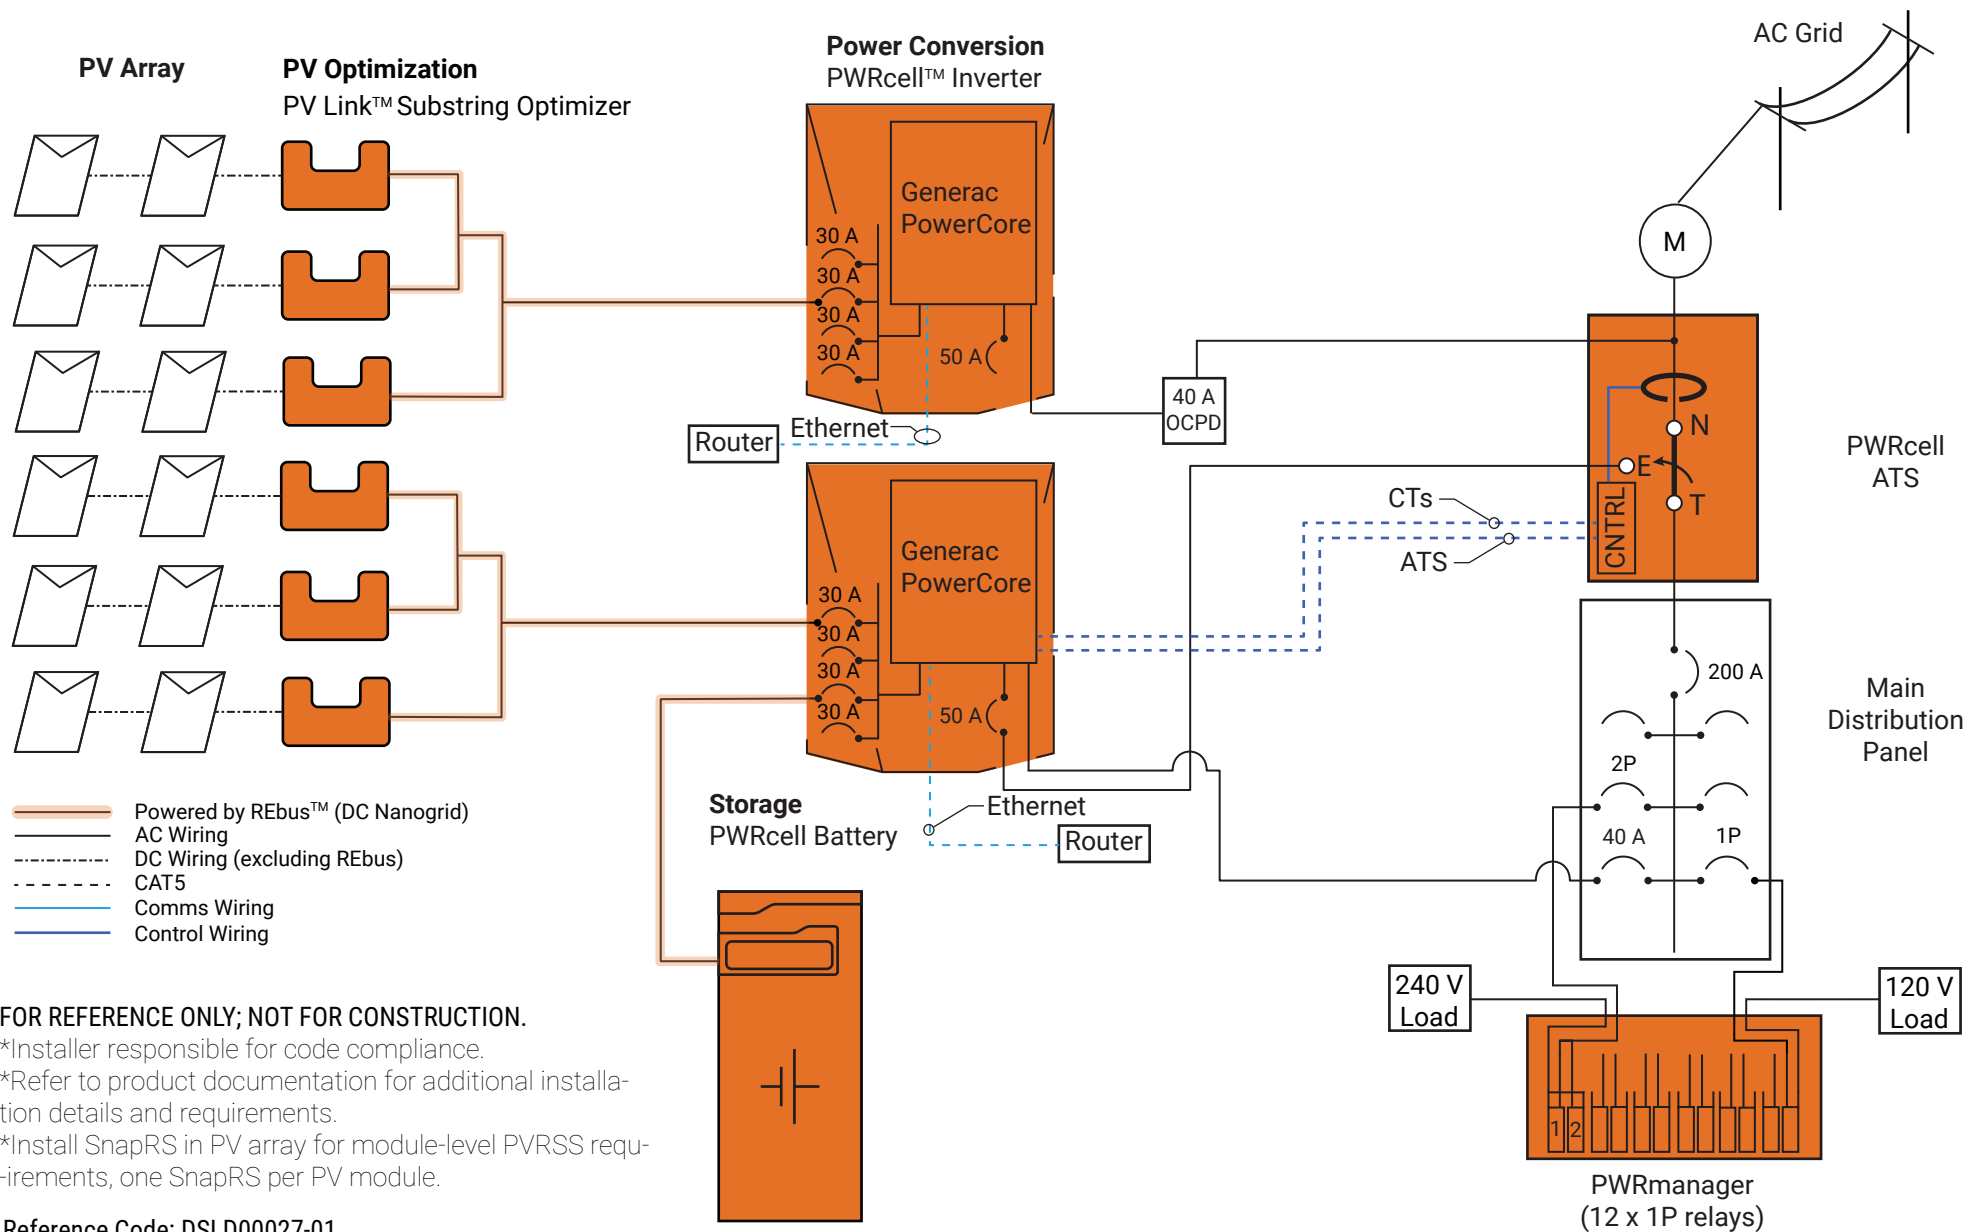 PV Array
PV Optimization
PV Link™ Substring Optimizer
Power Conversion
PWRcell™ Inverter
AC Grid
Generac
PowerCore
30 A
30 A
30 A
30 A
50 A
M
40 A
OCPD
Router
Ethernet
N
E
T
CNTRL
PWRcell
ATS
CTs
ATS
Generac
PowerCore
30 A
30 A
30 A
30 A
50 A
200 A
2P
40 A
1P
Main
Distribution
Panel
Storage
PWRcell Battery
Ethernet
Router
Powered by REbus™ (DC Nanogrid)
AC Wiring
DC Wiring (excluding REbus)
CAT5
Comms Wiring
Control Wiring
240 V
Load
120 V
Load
1
2
PWRmanager
(12 x 1P relays)
FOR REFERENCE ONLY; NOT FOR CONSTRUCTION.
*Installer responsible for code compliance.
*Refer to product documentation for additional installa-
tion details and requirements.
*Install SnapRS in PV array for module-level PVRSS requ-
-irements, one SnapRS per PV module.
Reference Code: DSLD00027-01